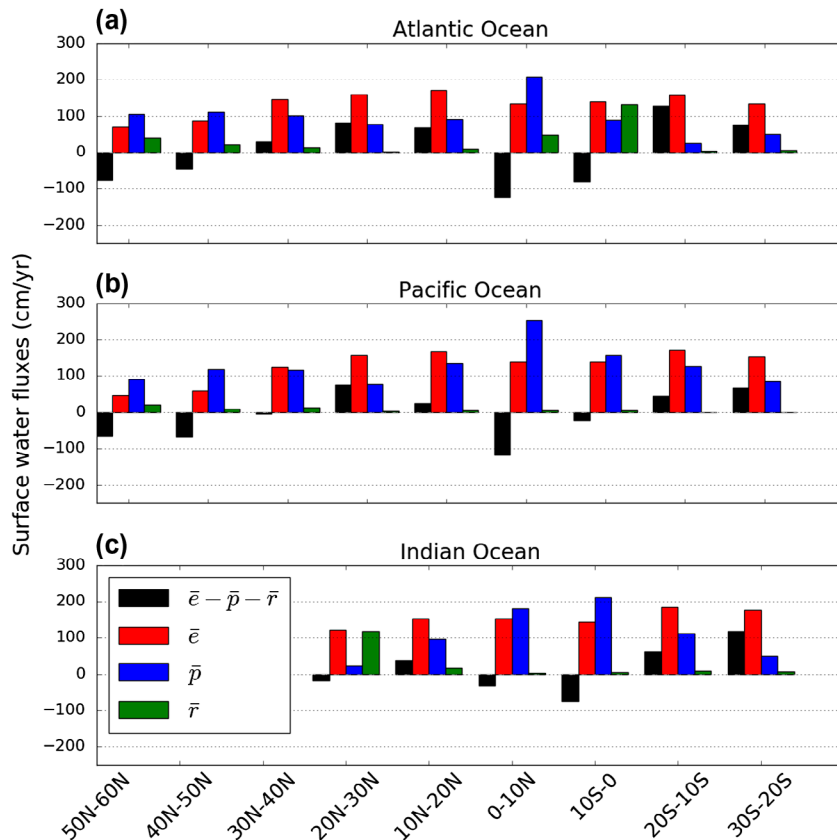 (a)
Atlantic Ocean
300
200
100
0
−100
−200
(b)
Pacific Ocean
300
200
100
0
−100
−200
Surface water fluxes (cm/yr)
(c)
Indian Ocean
300
200
100
0
−100
−200
ē − p̄ − r̄
ē
p̄
r̄
50N-60N
40N-50N
30N-40N
20N-30N
10N-20N
0-10N
10S-0
20S-10S
30S-20S